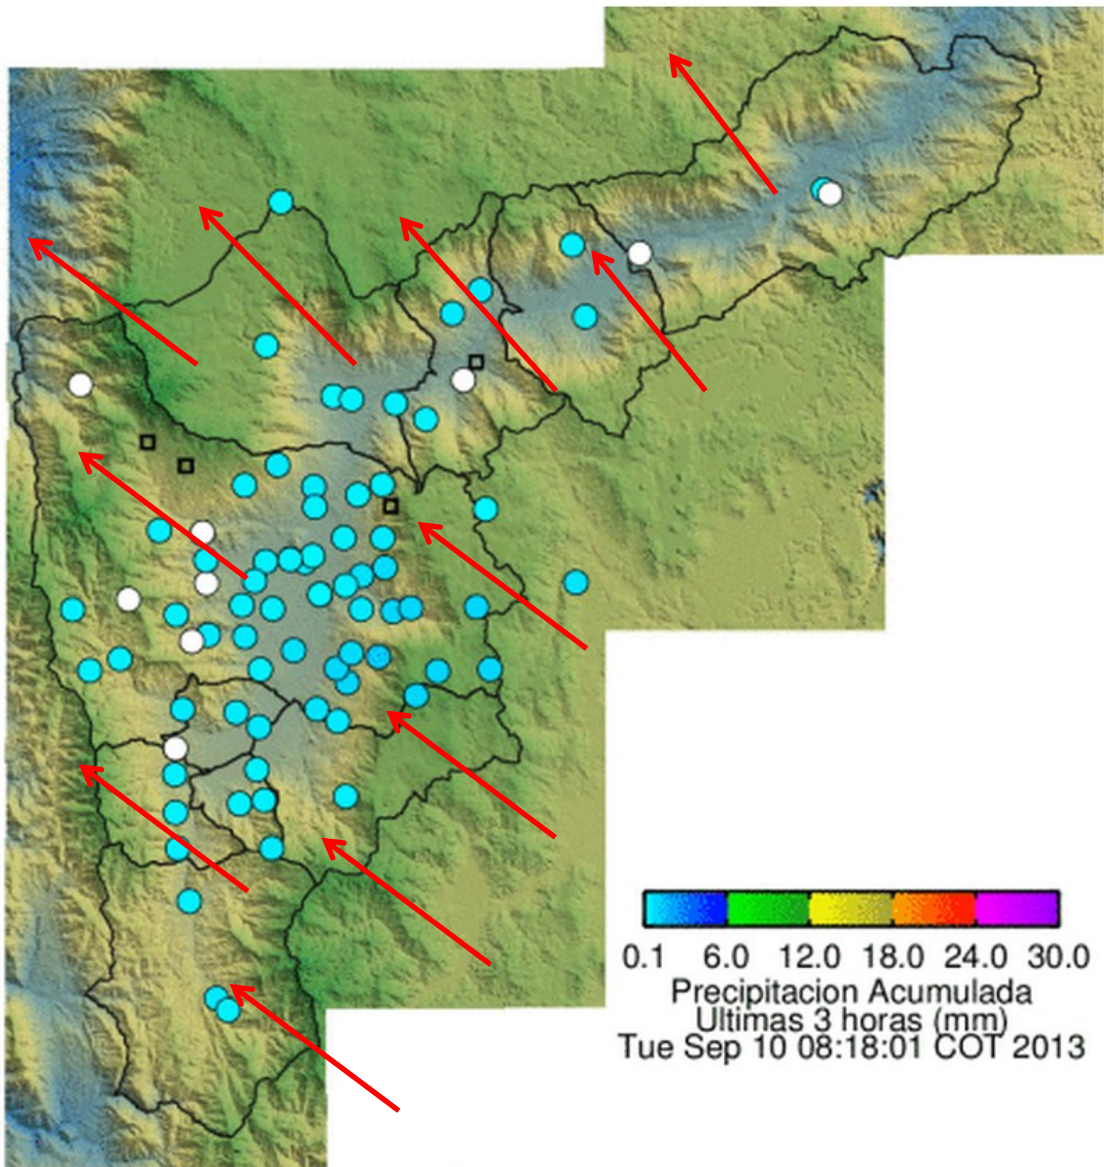 0.1 6.0 12.0 18.0 24.0 30.0
Precipitacion Acumulada
Ultimas 3 horas (mm)
Tue Sep 10 08:18:01 COT 2013